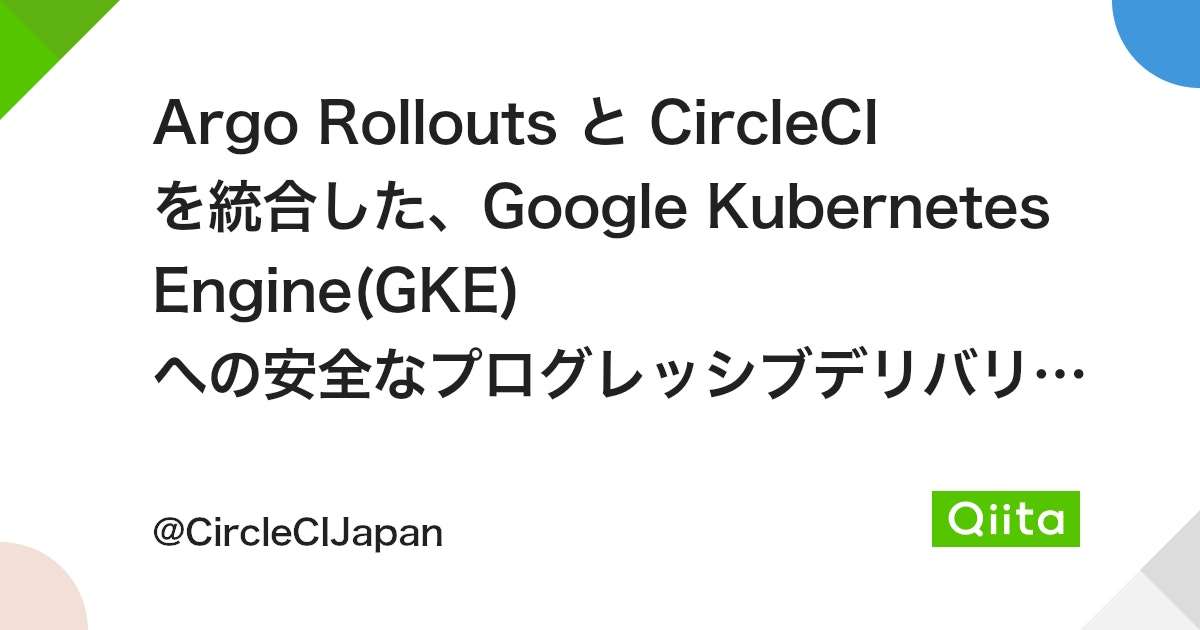 Argo Rollouts と CircleCI
を統合した、Google Kubernetes
Engine(GKE)
への安全なプログレッシブデリバリ…
@CircleCIJapan
Qiita